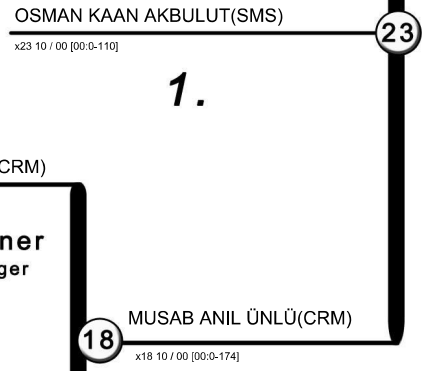 OSMAN KAAN AKBULUT(SMS)
23
x23 10 / 00 [00:0-110]
1.
CRM)
ner
ger
MUSAB ANIL ÜNLÜ(CRM)
18
x18 10 / 00 [00:0-174]